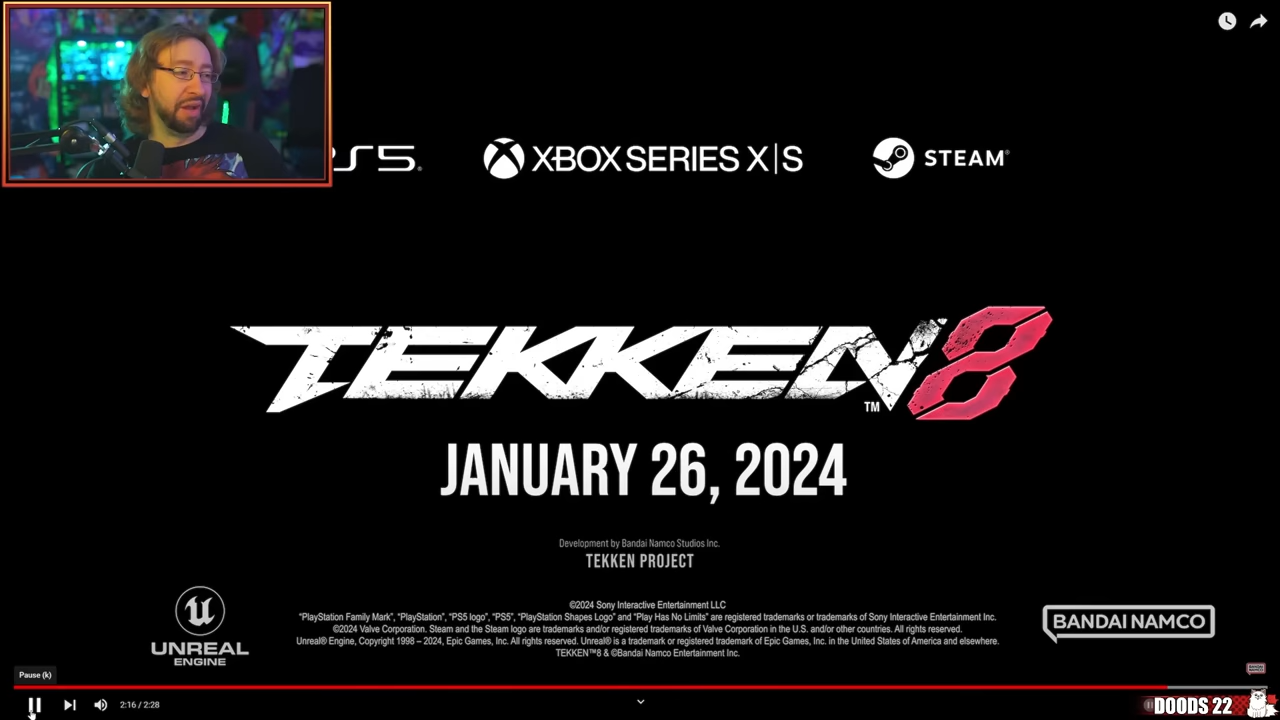 PS5
XBOX SERIES X|S
STEAM®
TEKKEN 8
TM
JANUARY 26, 2024
Development by Bandai Namco Studios Inc.
TEKKEN PROJECT
UNREAL
ENGINE
©2024 Sony Interactive Entertainment LLC
"PlayStation Family Mark", "PlayStation", "PS5 logo", "PS5", "PlayStation Shapes Logo" and "Play Has No Limits" are registered trademarks or trademarks of Sony Interactive Entertainment Inc.
©2024 Valve Corporation. Steam and the Steam logo are trademarks and/or registered trademarks of Valve Corporation in the U.S. and/or other countries. All rights reserved.
Unreal® Engine, Copyright 1998 – 2024, Epic Games, Inc. All rights reserved. Unreal® is a trademark or registered trademark of Epic Games, Inc. in the United States of America and elsewhere.
TEKKEN™8 & ©Bandai Namco Entertainment Inc.
BANDAI NAMCO
Pause (k)
2:16 / 2:28
DOODS 22